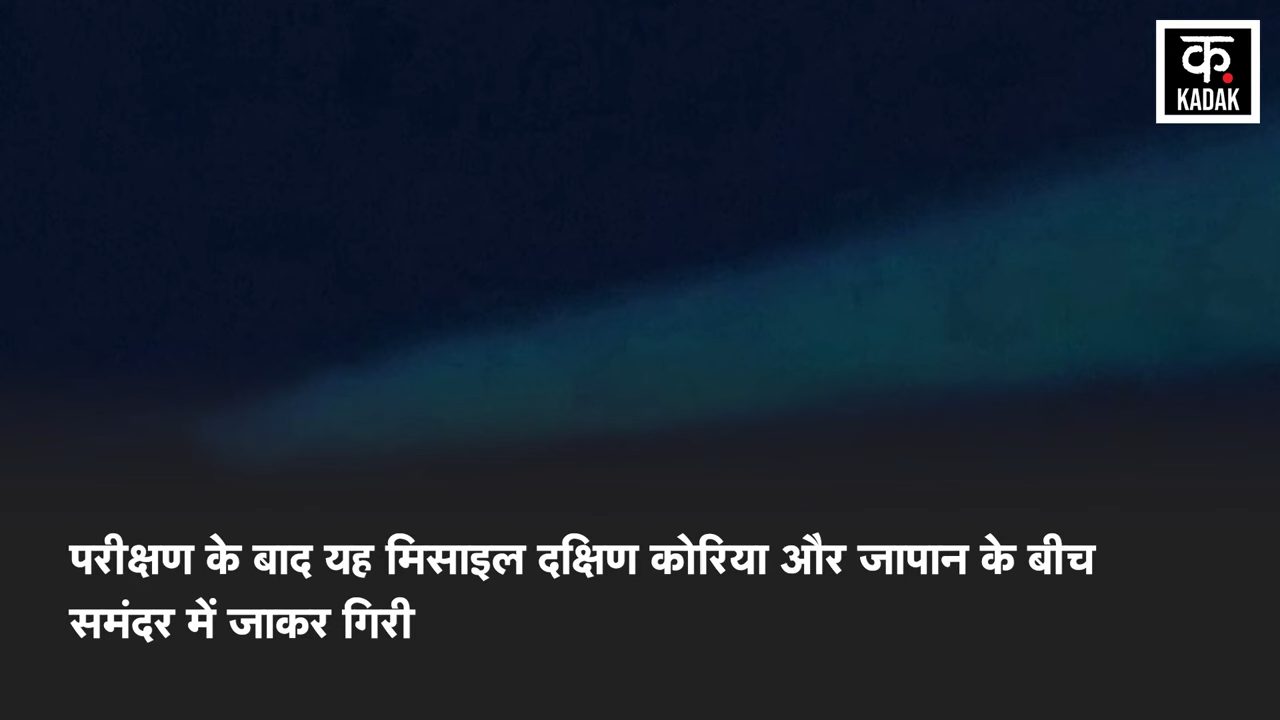 क.
KADAK
परीक्षण के बाद यह मिसाइल दक्षिण कोरिया और जापान के बीच
समंदर में जाकर गिरी